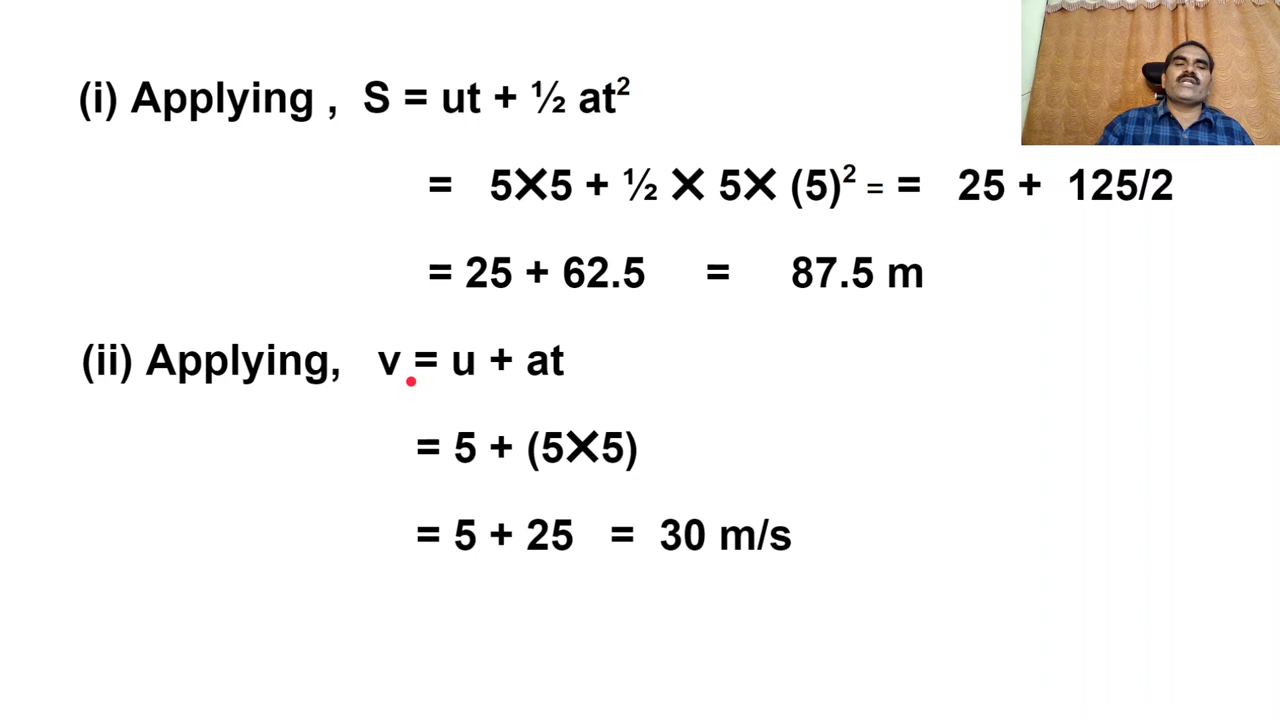 (i) Applying , S = ut + ½ at²
= 5✕5 + ½ ✕ 5✕ (5)² = = 25 + 125/2
= 25 + 62.5 = 87.5 m
(ii) Applying, v = u + at
= 5 + (5✕5)
= 5 + 25 = 30 m/s